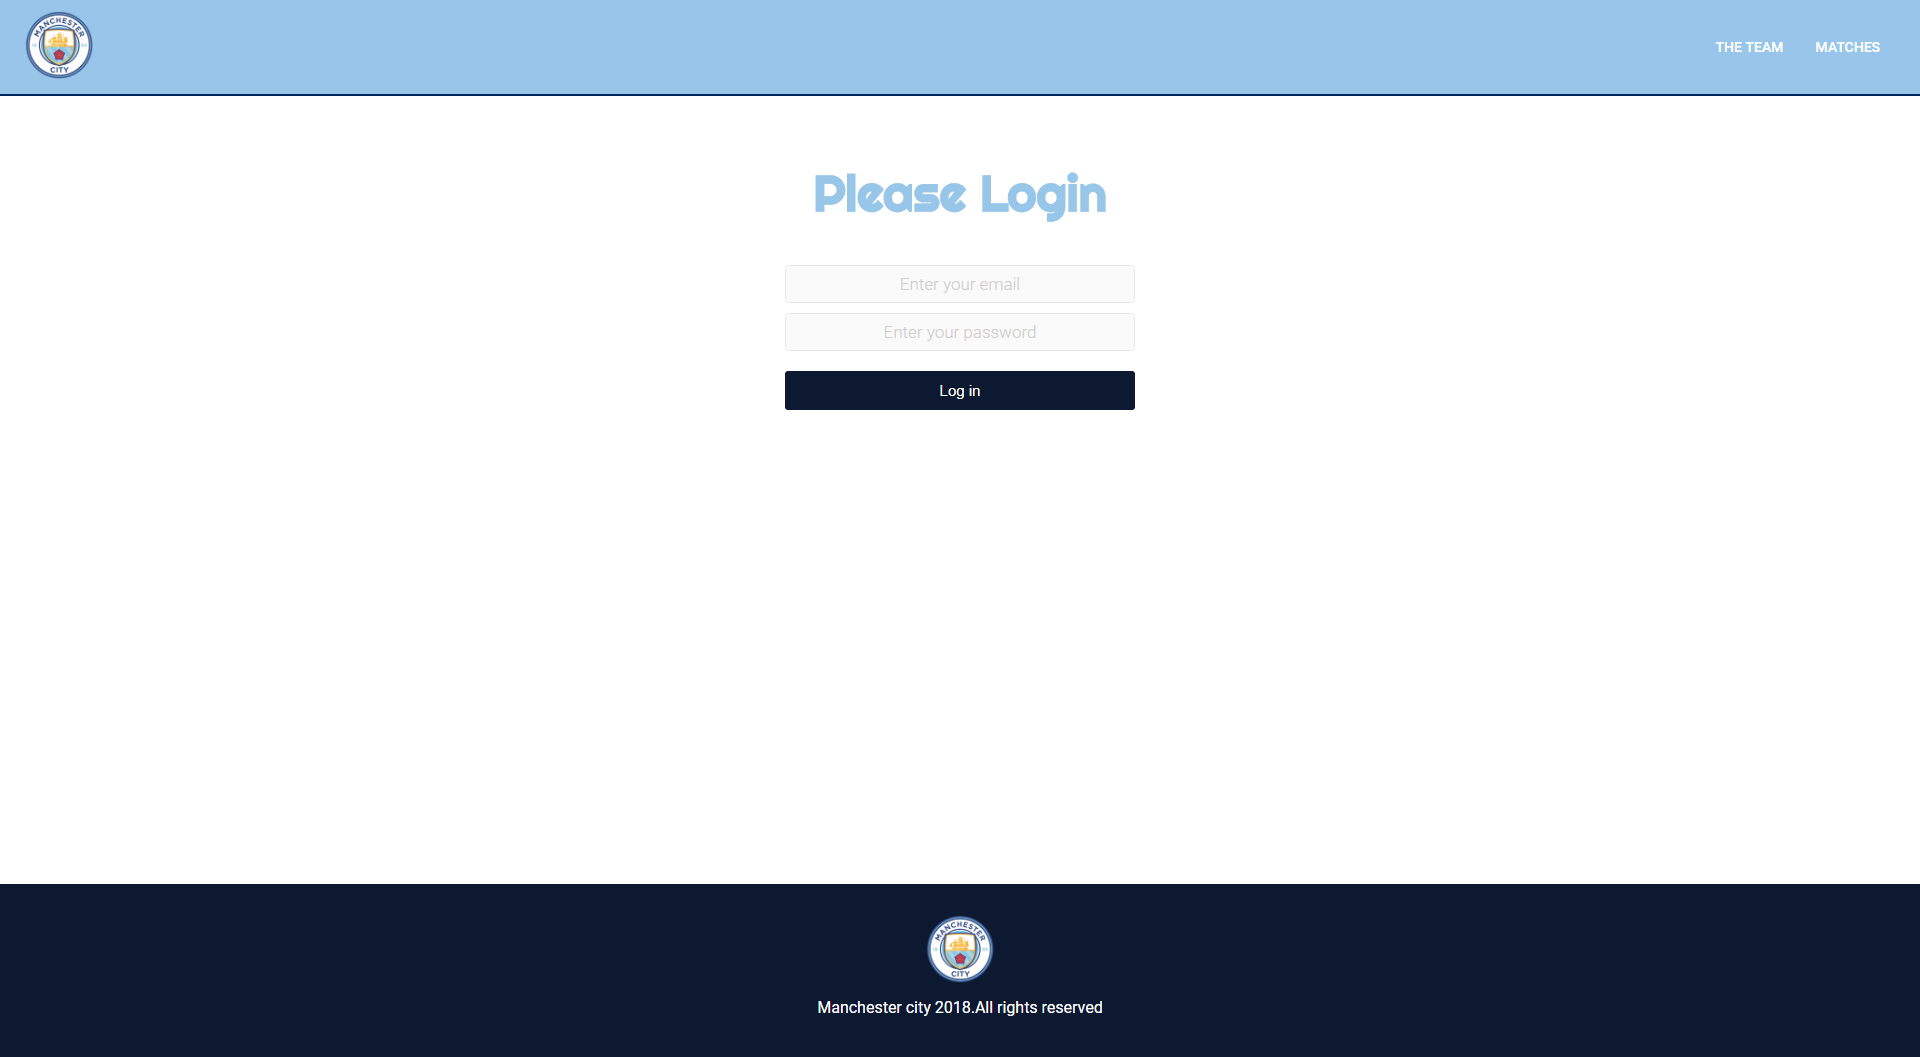 MANCHESTER
CITY
THE TEAM
MATCHES
Please Login
Enter your email
Enter your password
Log in
MANCHESTER
CITY
Manchester city 2018.All rights reserved